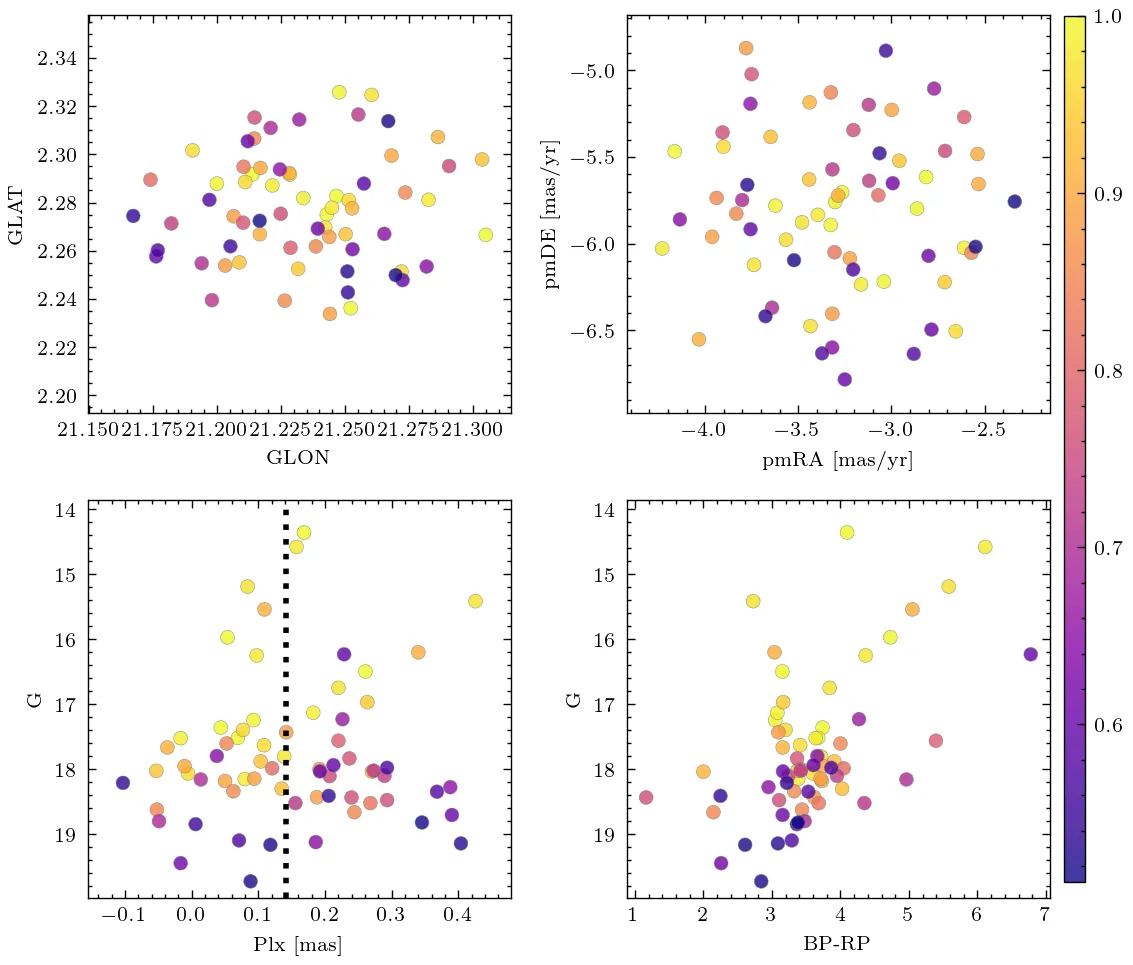 2.34
2.32
2.30
2.28
2.26
2.24
2.22
2.20
GLAT
21.150 21.175 21.200 21.225 21.250 21.275 21.300
GLON
−5.0
−5.5
−6.0
−6.5
pmDE [mas/yr]
−4.0 −3.5 −3.0 −2.5
pmRA [mas/yr]
1.0
0.9
0.8
0.7
0.6
14
15
16
17
18
19
G
−0.1 0.0 0.1 0.2 0.3 0.4
Plx [mas]
14
15
16
17
18
19
G
1 2 3 4 5 6 7
BP-RP